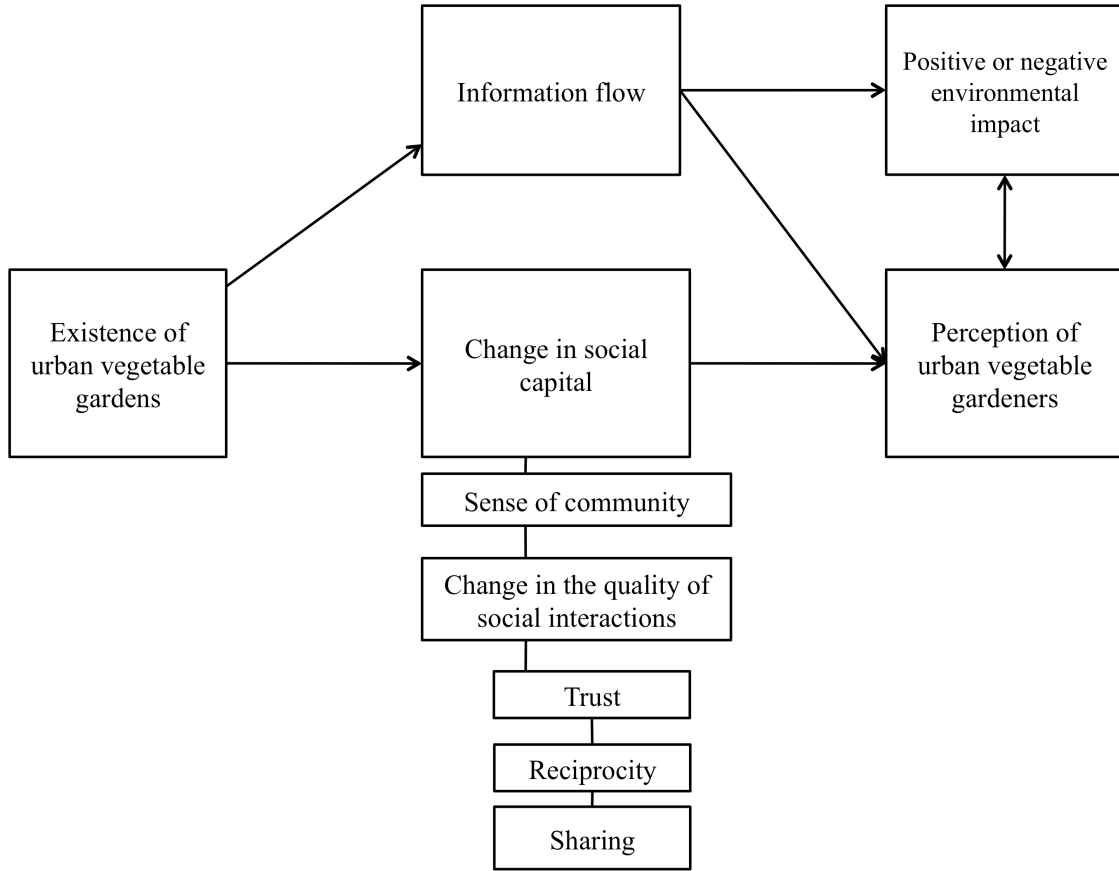 Information flow
Positive or negative
environmental
impact
Existence of
urban vegetable
gardens
Change in social
capital
Perception of
urban vegetable
gardeners
Sense of community
Change in the quality of
social interactions
Trust
Reciprocity
Sharing